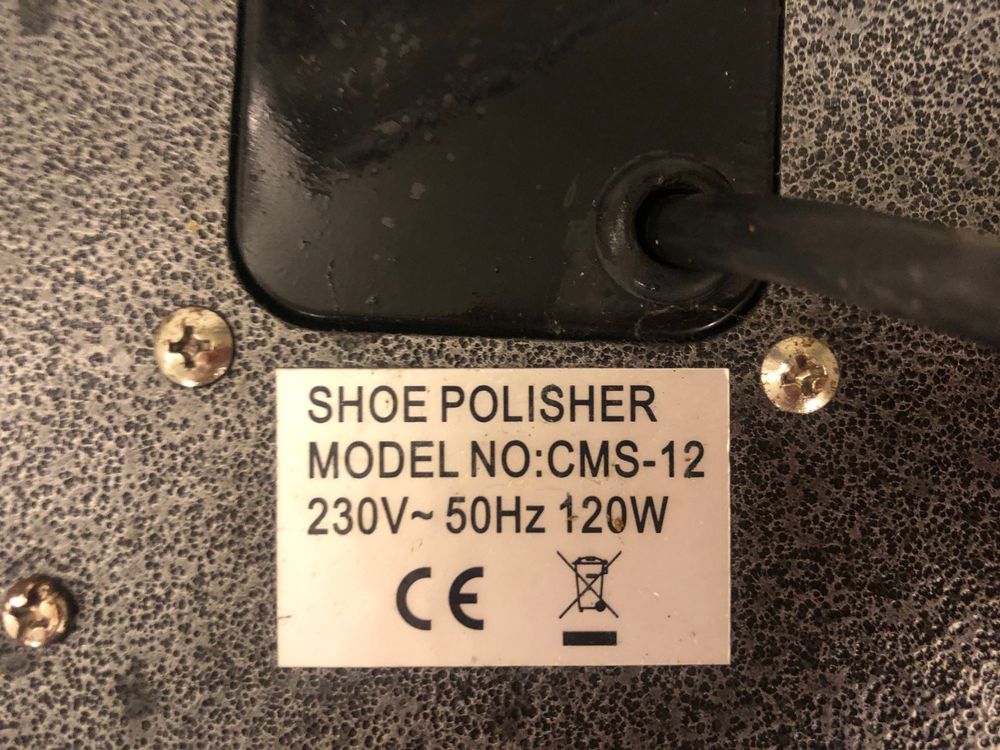 SHOE POLISHER
MODEL NO:CMS-12
230V~ 50Hz 120W
CE